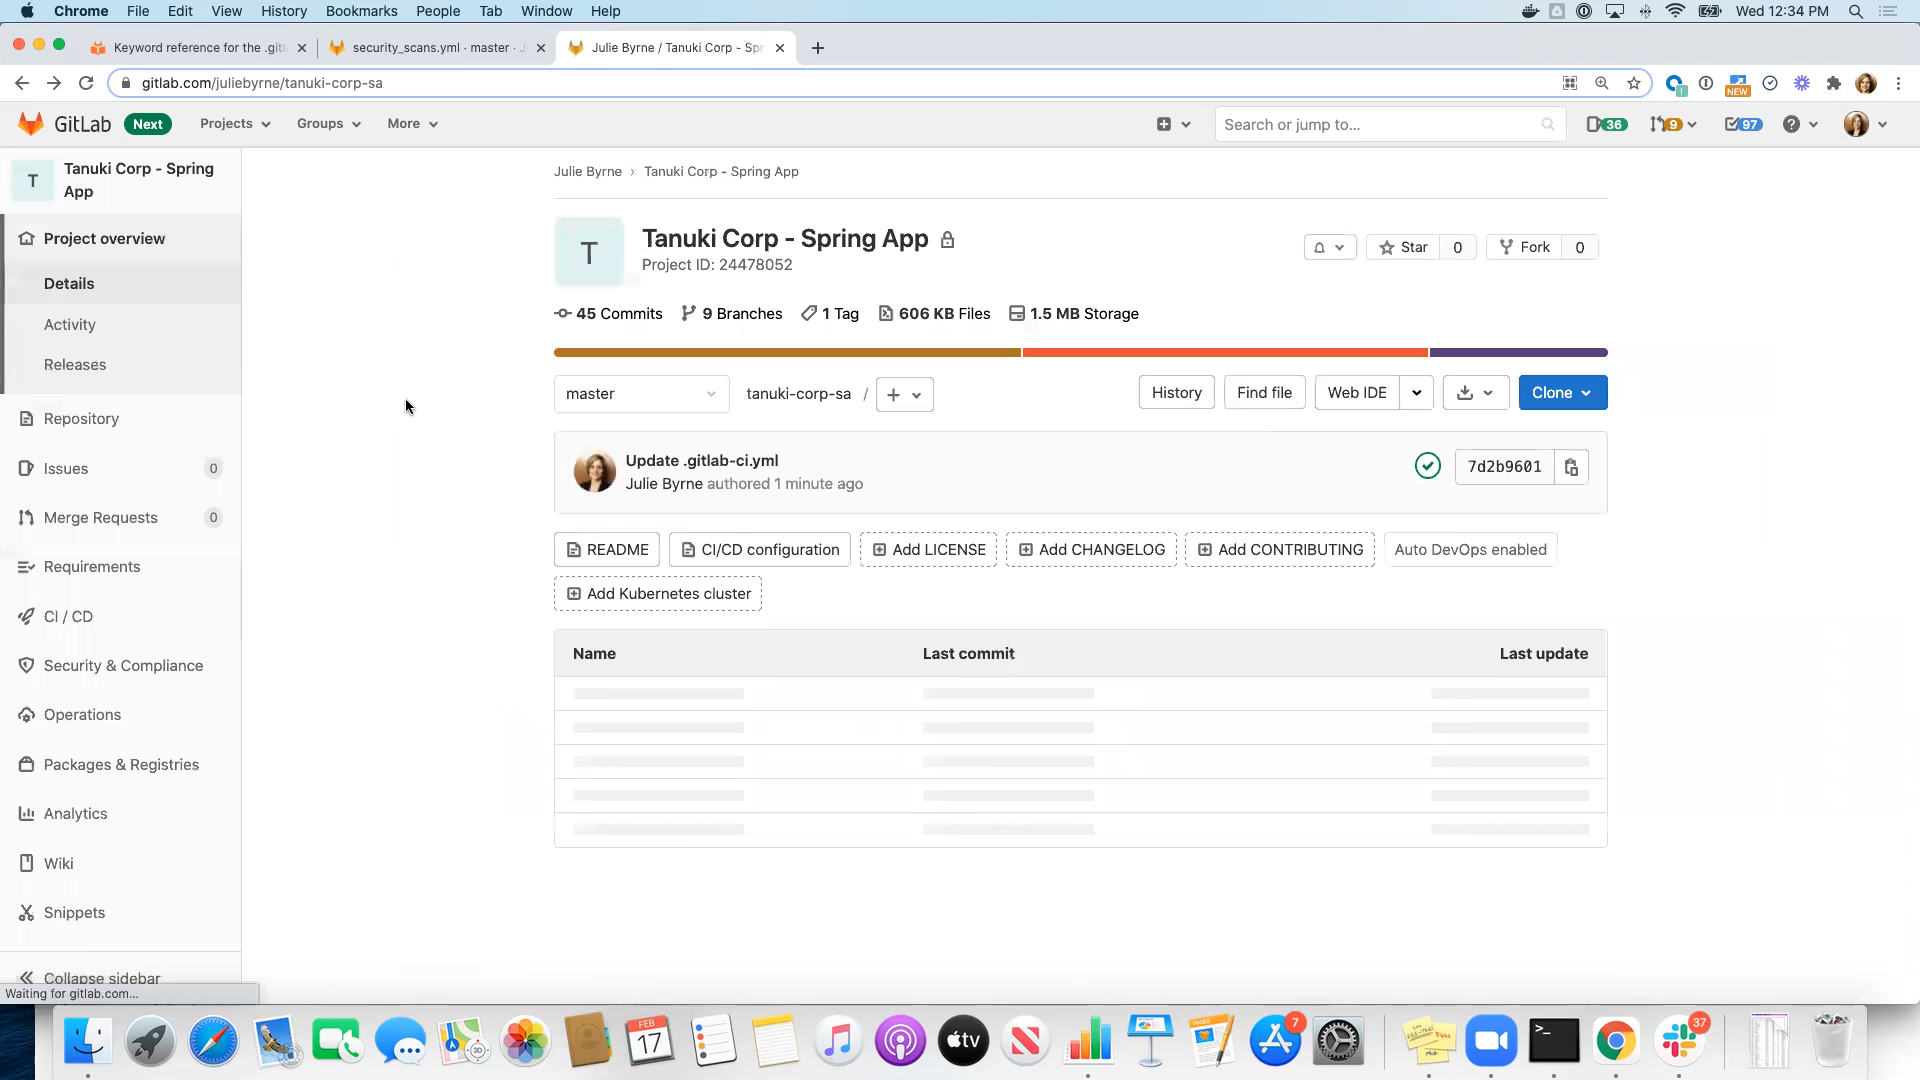 Chrome File Edit View History Bookmarks People Tab Window Help
Wed 12:34 PM
Keyword reference for the .gitl
security_scans.yml · master ·
Julie Byrne / Tanuki Corp - Spr
gitlab.com/juliebyrne/tanuki-corp-sa
NEW
GitLab Next Projects Groups More
Search or jump to...
36 9 97
T
Tanuki Corp - Spring
App
Project overview
Details
Activity
Releases
Repository
Issues 0
Merge Requests 0
Requirements
CI / CD
Security & Compliance
Operations
Packages & Registries
Analytics
Wiki
Snippets
Collapse sidebar
Waiting for gitlab.com...
Julie Byrne › Tanuki Corp - Spring App
T
Tanuki Corp - Spring App
Project ID: 24478052
Star 0 Fork 0
45 Commits 9 Branches 1 Tag 606 KB Files 1.5 MB Storage
master tanuki-corp-sa / +
History Find file Web IDE Clone
Update .gitlab-ci.yml
Julie Byrne authored 1 minute ago
7d2b9601
README CI/CD configuration Add LICENSE Add CHANGELOG Add CONTRIBUTING Auto DevOps enabled
Add Kubernetes cluster
Name Last commit Last update
FEB
17
tv
7
37